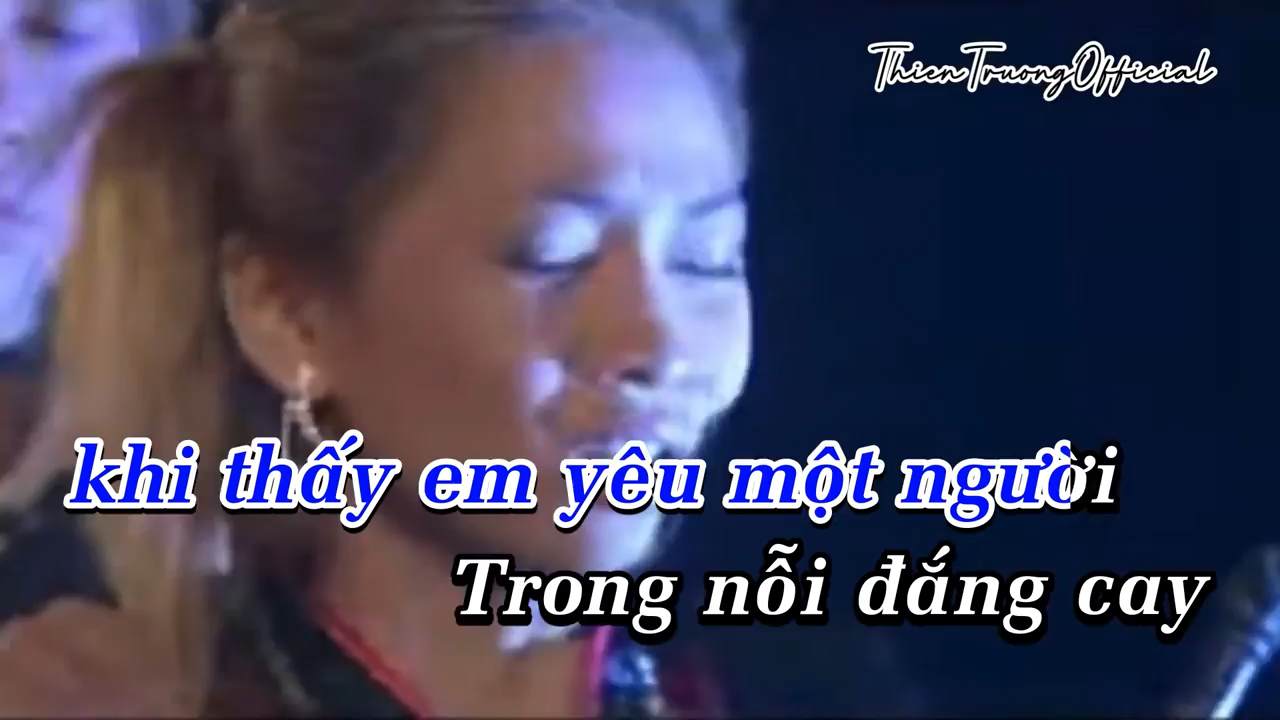 ThienTruongOfficial
khi thấy em yêu một người
Trong nỗi đắng cay